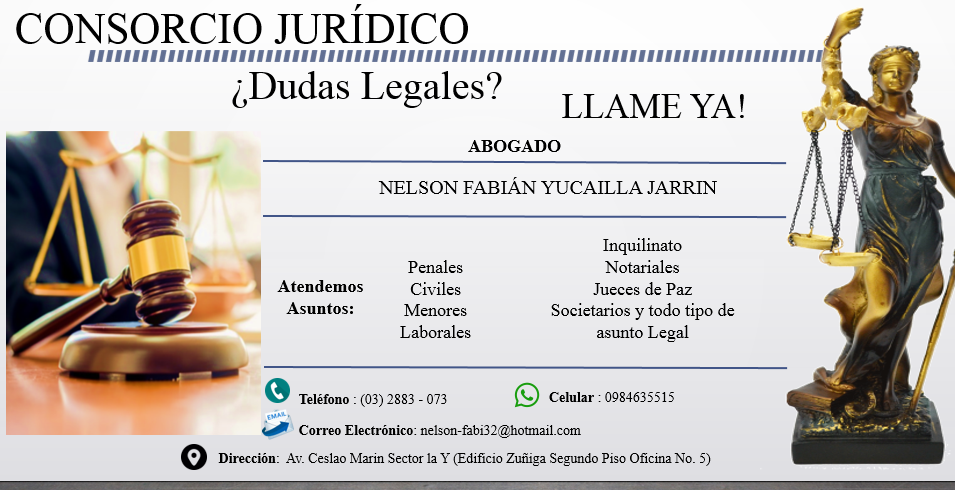 CONSORCIO JURÍDICO
¿Dudas Legales?
LLAME YA!
ABOGADO
NELSON FABIÁN YUCAILLA JARRIN
Atendemos
Asuntos:
Penales
Civiles
Menores
Laborales
Inquilinato
Notariales
Jueces de Paz
Societarios y todo tipo de
asunto Legal
Teléfono : (03) 2883 - 073
Celular : 0984635515
EMAIL
Correo Electrónico: nelson-fabi32@hotmail.com
Dirección: Av. Ceslao Marin Sector la Y (Edificio Zuñiga Segundo Piso Oficina No. 5)